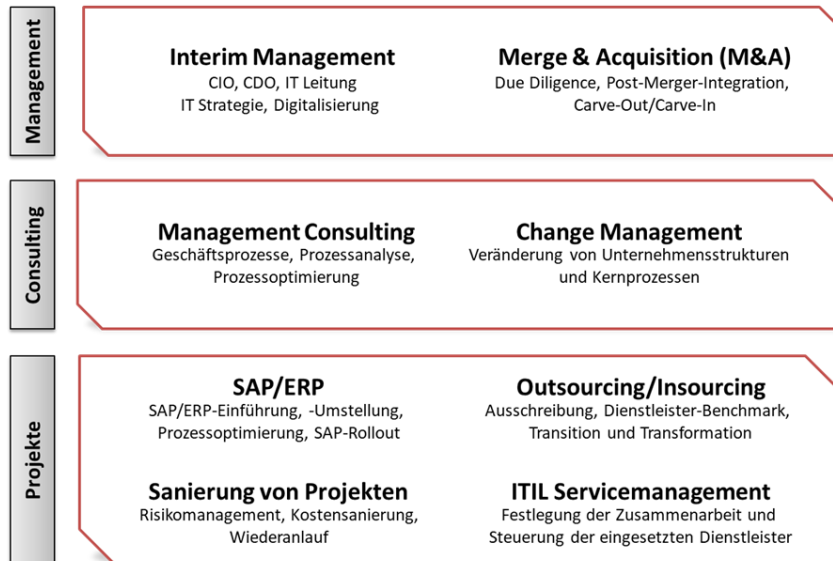 Management
Interim Management
CIO, CDO, IT Leitung
IT Strategie, Digitalisierung
Merge & Acquisition (M&A)
Due Diligence, Post-Merger-Integration,
Carve-Out/Carve-In
Consulting
Management Consulting
Geschäftsprozesse, Prozessanalyse,
Prozessoptimierung
Change Management
Veränderung von Unternehmensstrukturen
und Kernprozessen
Projekte
SAP/ERP
SAP/ERP-Einführung, -Umstellung,
Prozessoptimierung, SAP-Rollout
Outsourcing/Insourcing
Ausschreibung, Dienstleister-Benchmark,
Transition und Transformation
Sanierung von Projekten
Risikomanagement, Kostensanierung,
Wiederanlauf
ITIL Servicemanagement
Festlegung der Zusammenarbeit und
Steuerung der eingesetzten Dienstleister